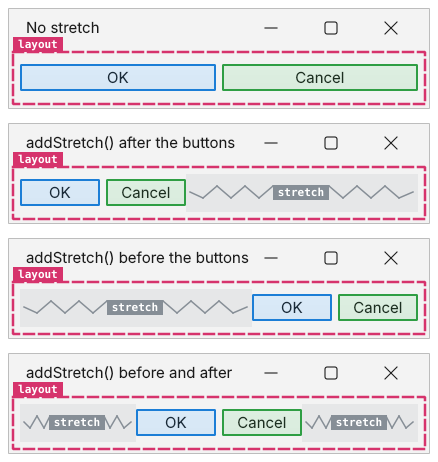 No stretch
layout
OK Cancel
addStretch() after the buttons
layout
OK Cancel stretch
addStretch() before the buttons
layout
stretch OK Cancel
addStretch() before and after
layout
stretch OK Cancel stretch